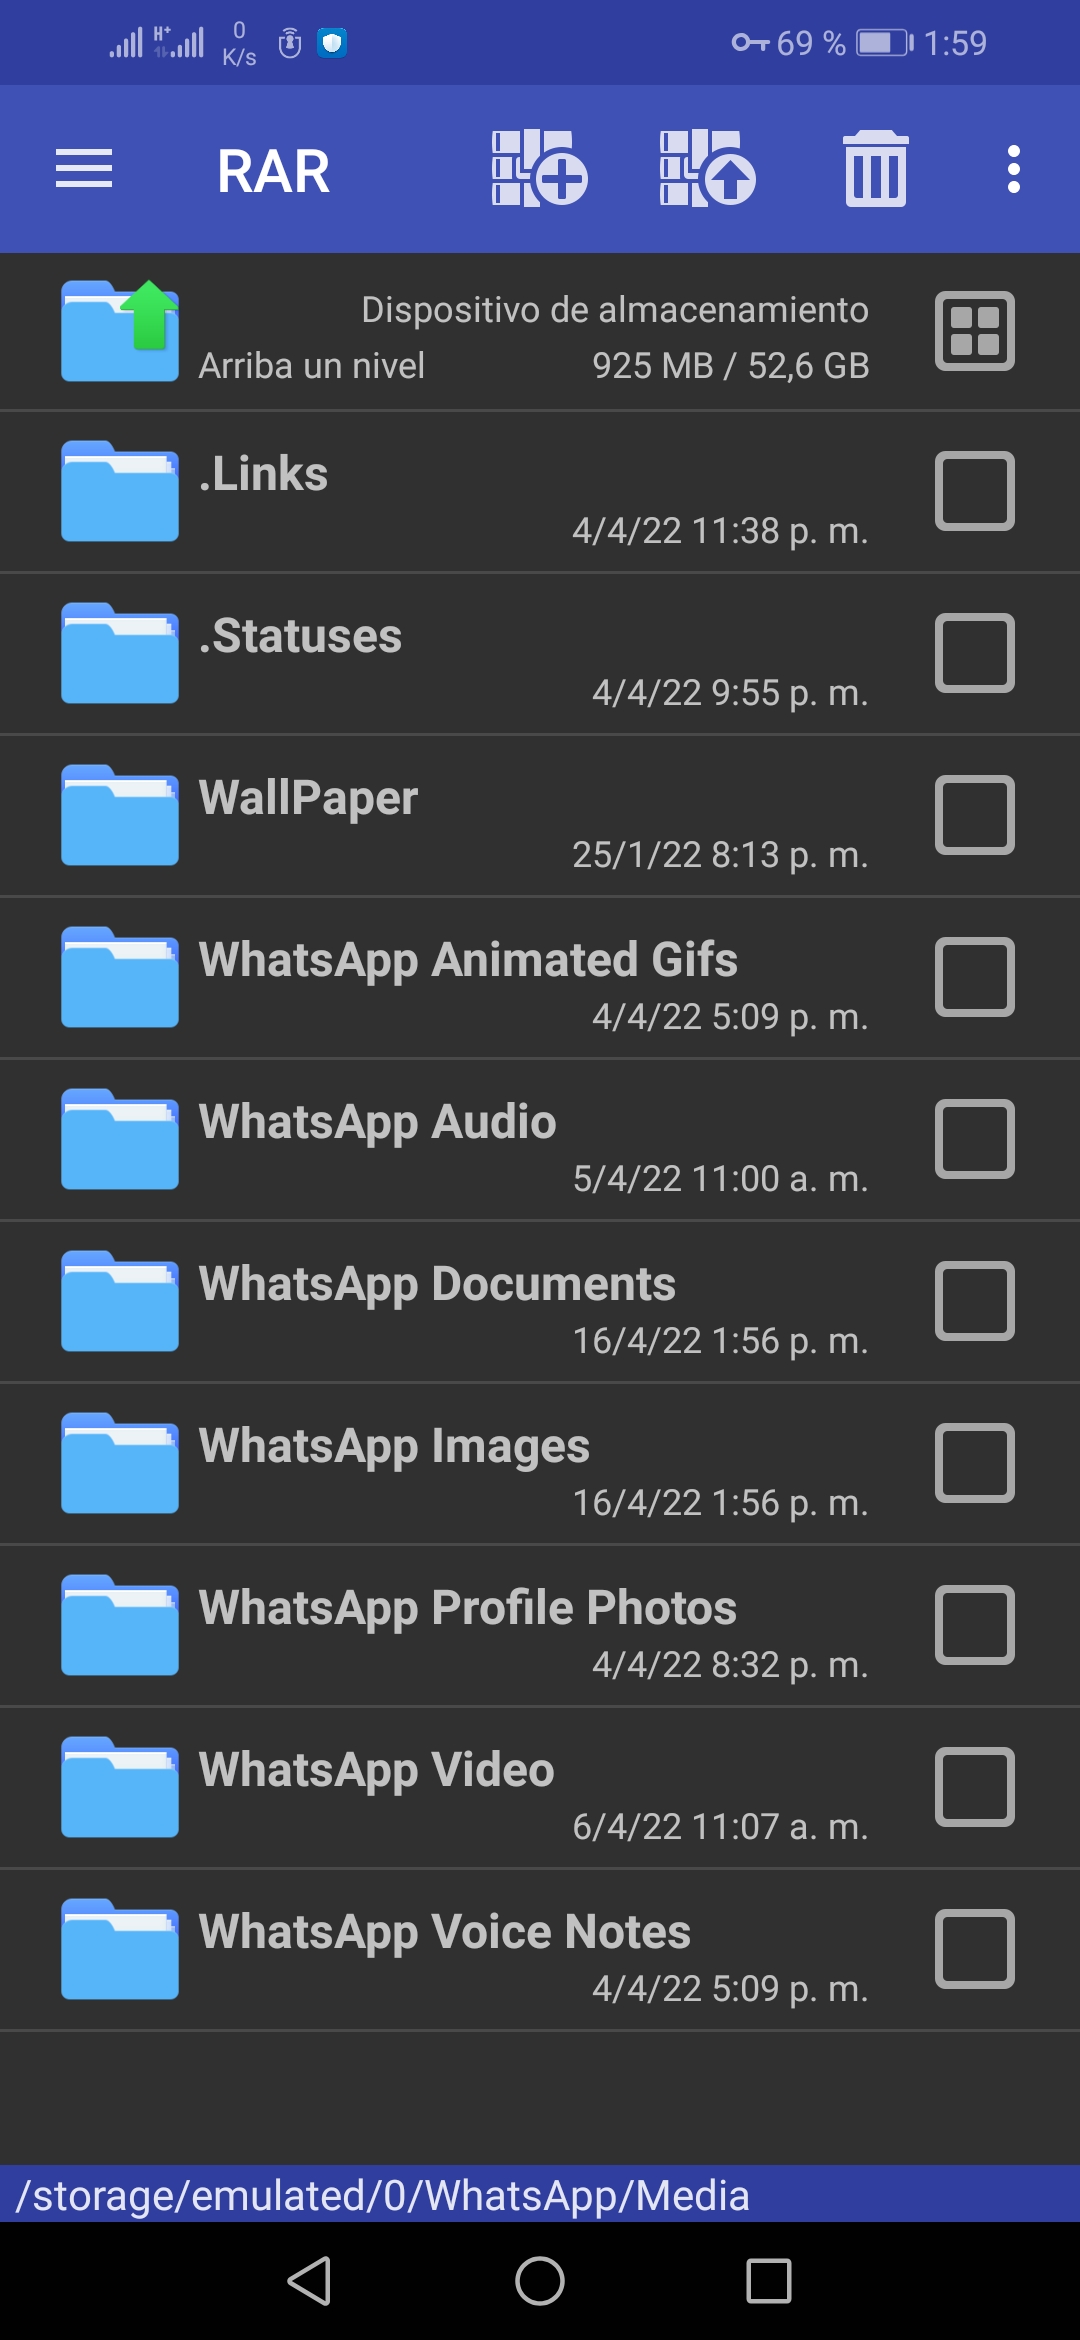 H+
0
K/s
69 %
1:59
RAR
Dispositivo de almacenamiento
Arriba un nivel
925 MB / 52,6 GB
.Links
4/4/22 11:38 p. m.
.Statuses
4/4/22 9:55 p. m.
WallPaper
25/1/22 8:13 p. m.
WhatsApp Animated Gifs
4/4/22 5:09 p. m.
WhatsApp Audio
5/4/22 11:00 a. m.
WhatsApp Documents
16/4/22 1:56 p. m.
WhatsApp Images
16/4/22 1:56 p. m.
WhatsApp Profile Photos
4/4/22 8:32 p. m.
WhatsApp Video
6/4/22 11:07 a. m.
WhatsApp Voice Notes
4/4/22 5:09 p. m.
/storage/emulated/0/WhatsApp/Media